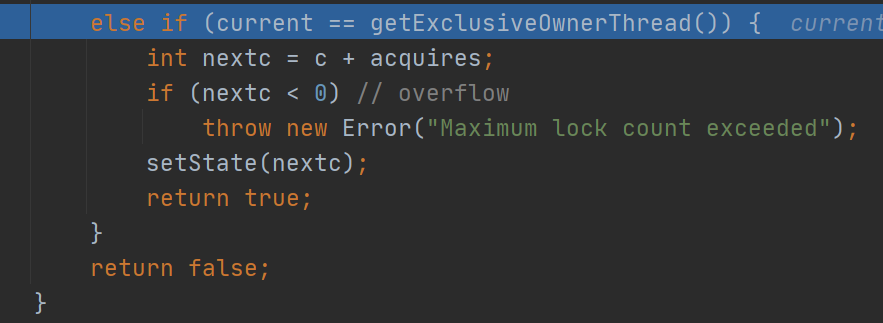 else if (current == getExclusiveOwnerThread()) { current
int nextc = c + acquires;
if (nextc < 0) // overflow
throw new Error("Maximum lock count exceeded");
setState(nextc);
return true;
}
return false;
}